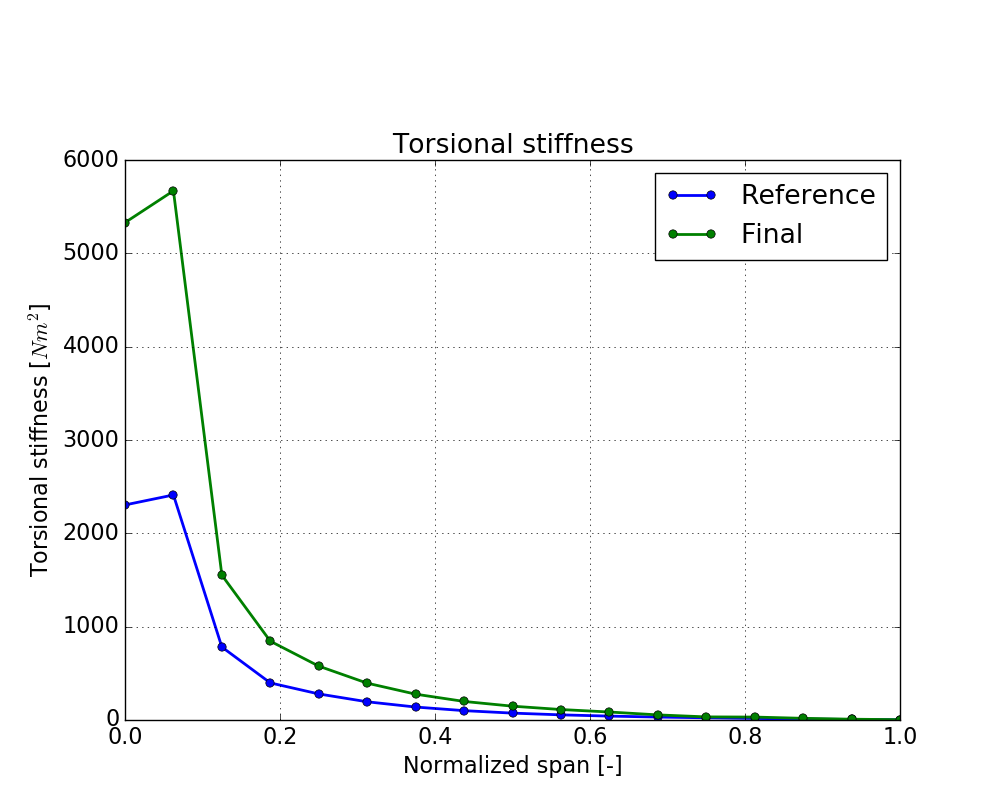 Torsional stiffness
6000
5000
4000
3000
2000
1000
0
Torsional stiffness [Nm²]
Reference
Final
0.0 0.2 0.4 0.6 0.8 1.0
Normalized span [-]